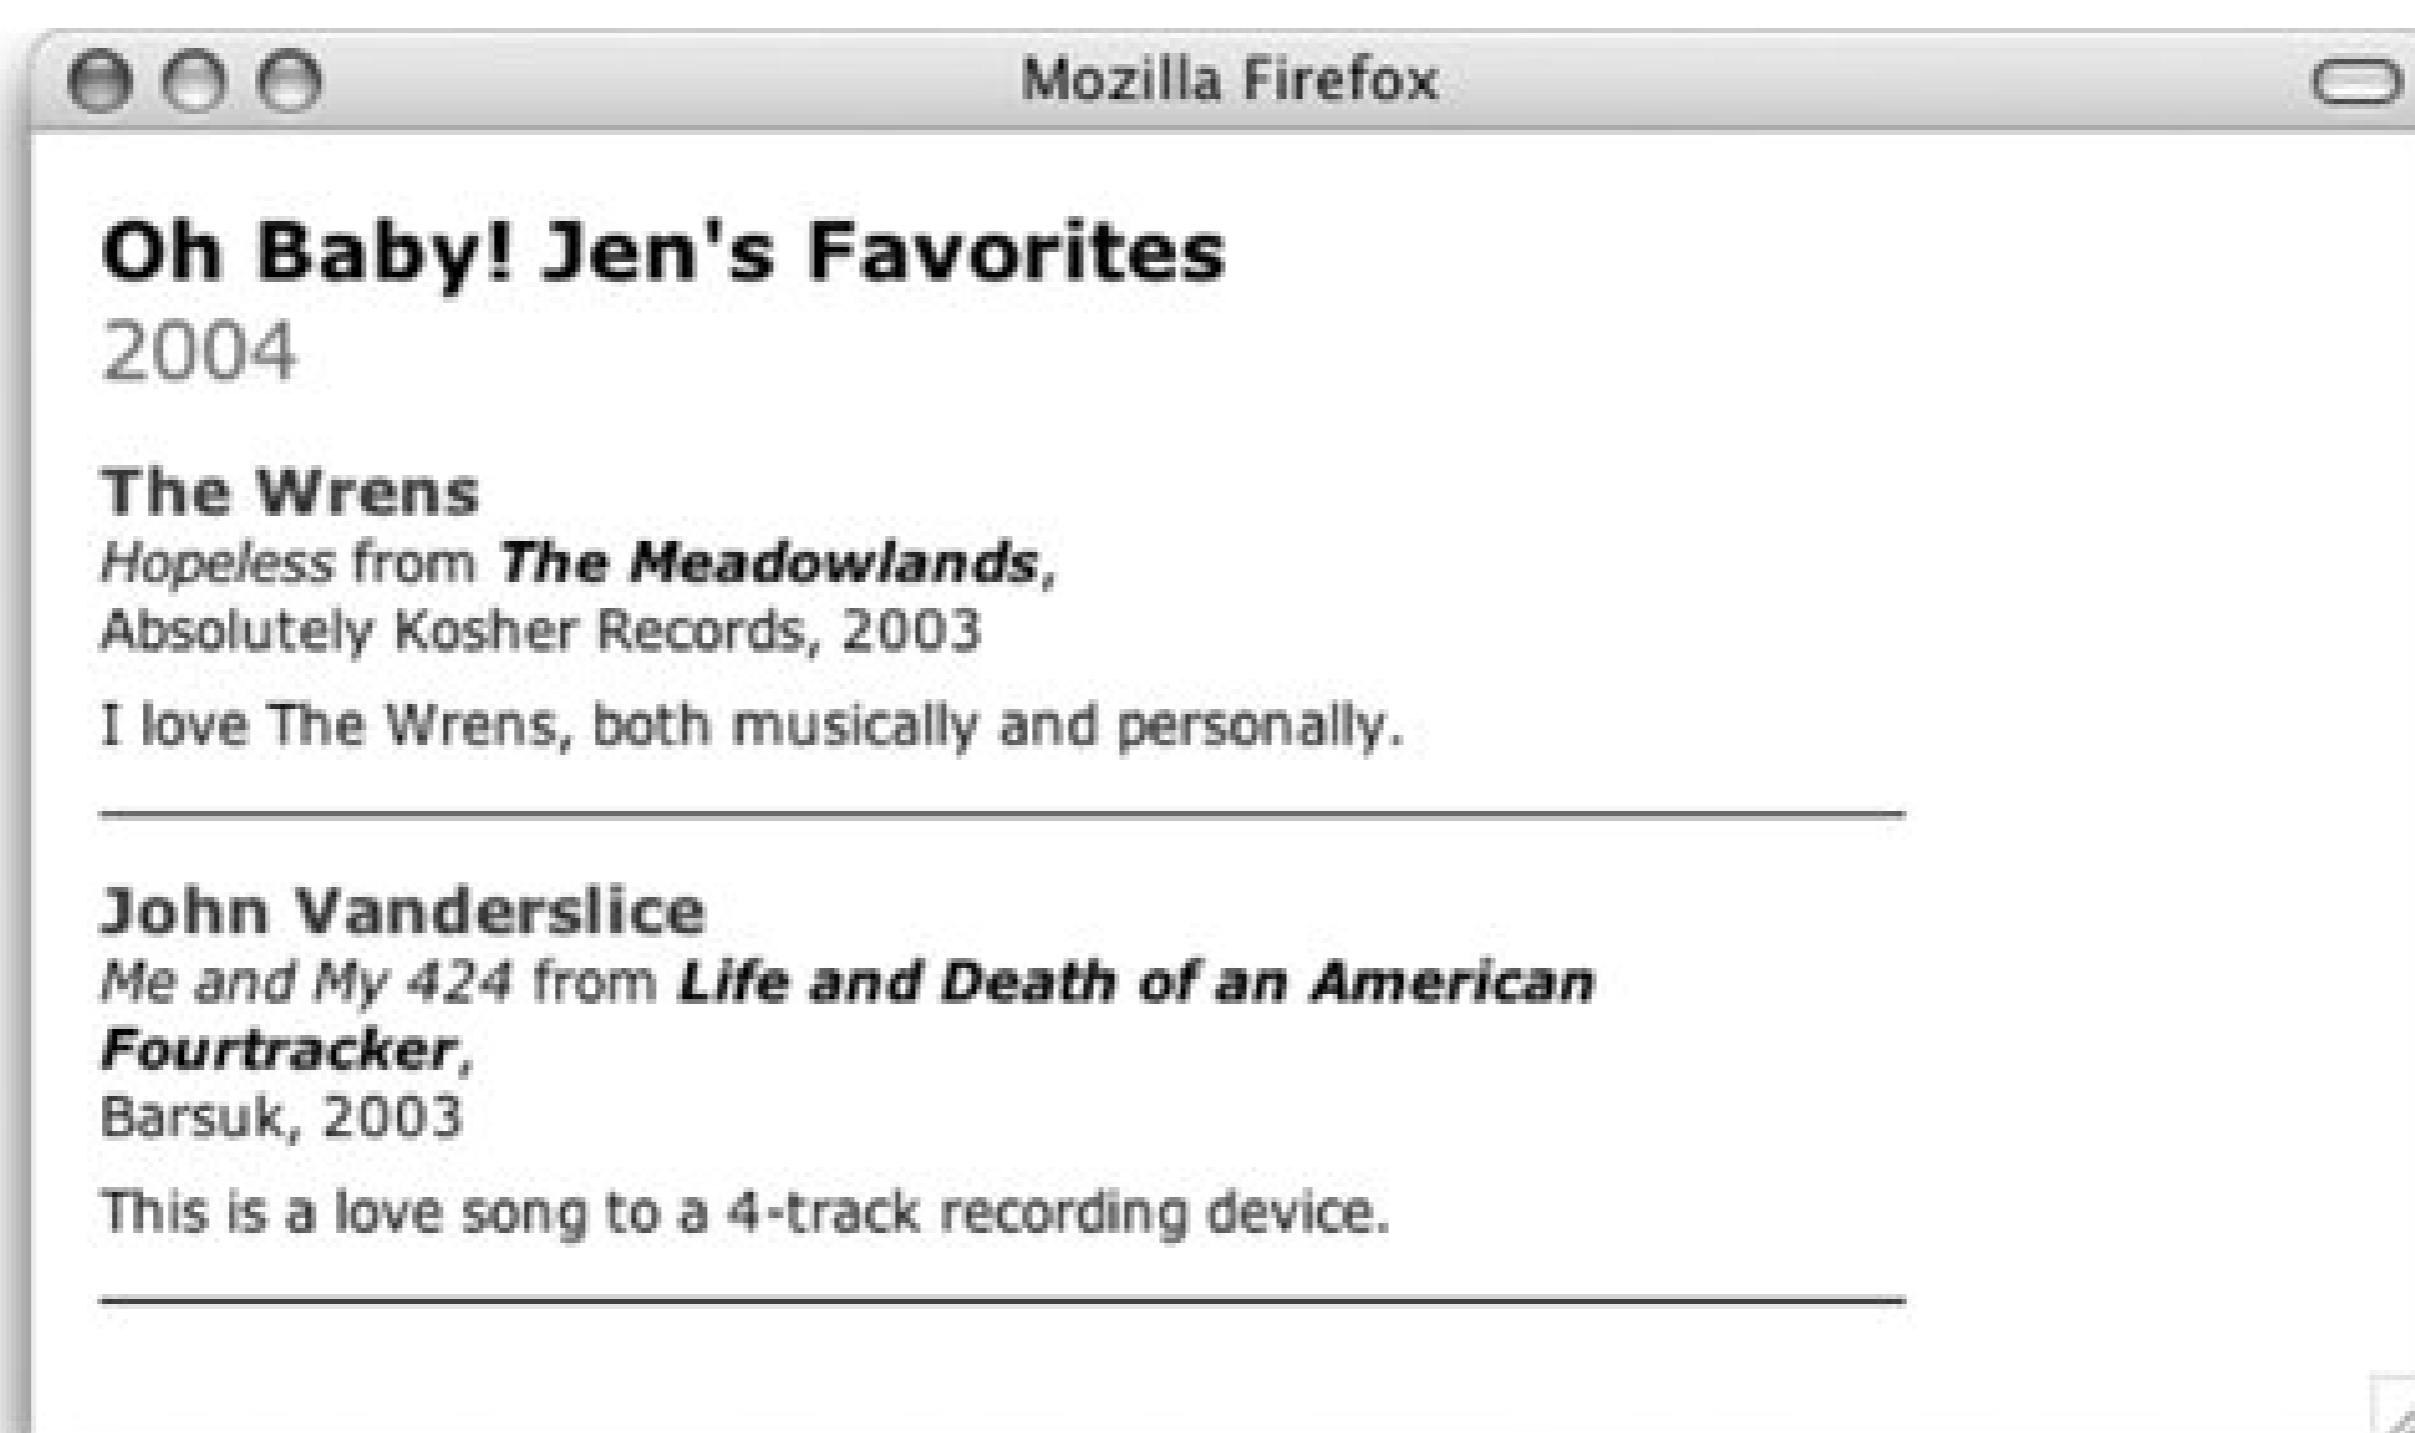 Mozilla Firefox
Oh Baby! Jen's Favorites
2004
The Wrens
Hopeless from The Meadowlands,
Absolutely Kosher Records, 2003
I love The Wrens, both musically and personally.
John Vanderslice
Me and My 424 from Life and Death of an American
Fourtracker,
Barsuk, 2003
This is a love song to a 4-track recording device.